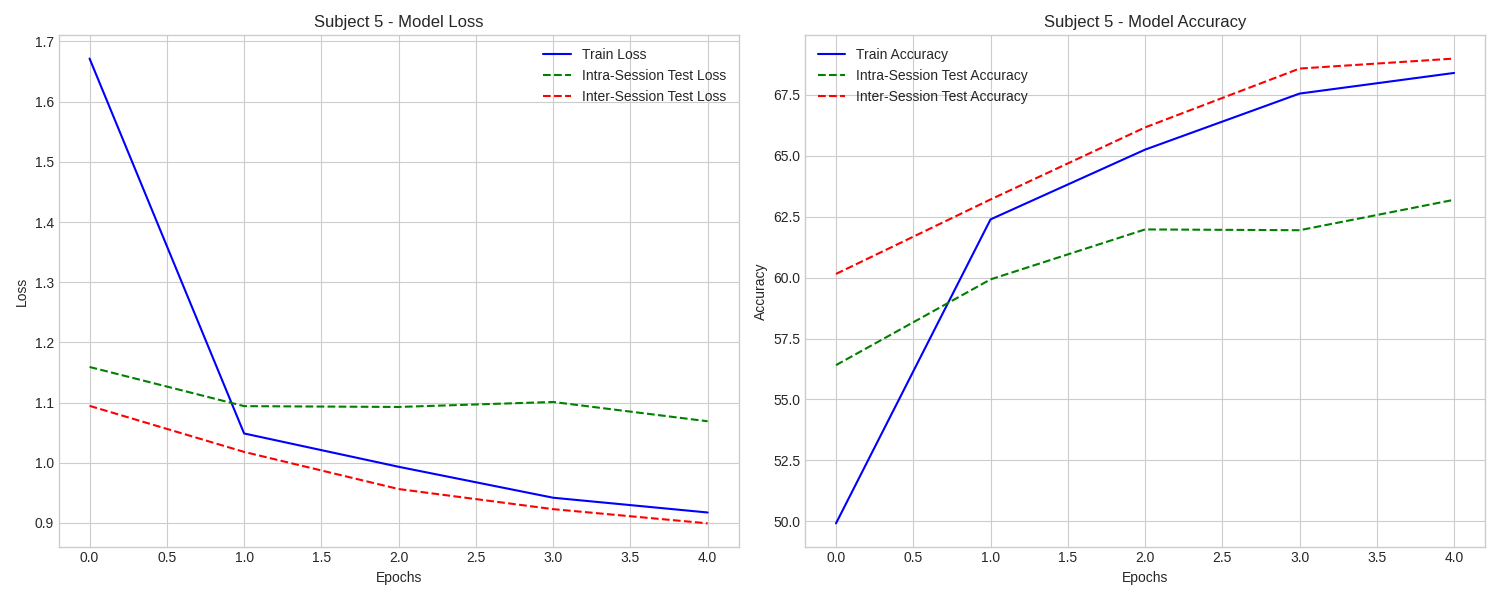 Subject 5 - Model Loss
Train Loss
Intra-Session Test Loss
Inter-Session Test Loss
Loss
1.7
1.6
1.5
1.4
1.3
1.2
1.1
1.0
0.9
0.0 0.5 1.0 1.5 2.0 2.5 3.0 3.5 4.0
Epochs
Subject 5 - Model Accuracy
Train Accuracy
Intra-Session Test Accuracy
Inter-Session Test Accuracy
Accuracy
67.5
65.0
62.5
60.0
57.5
55.0
52.5
50.0
0.0 0.5 1.0 1.5 2.0 2.5 3.0 3.5 4.0
Epochs